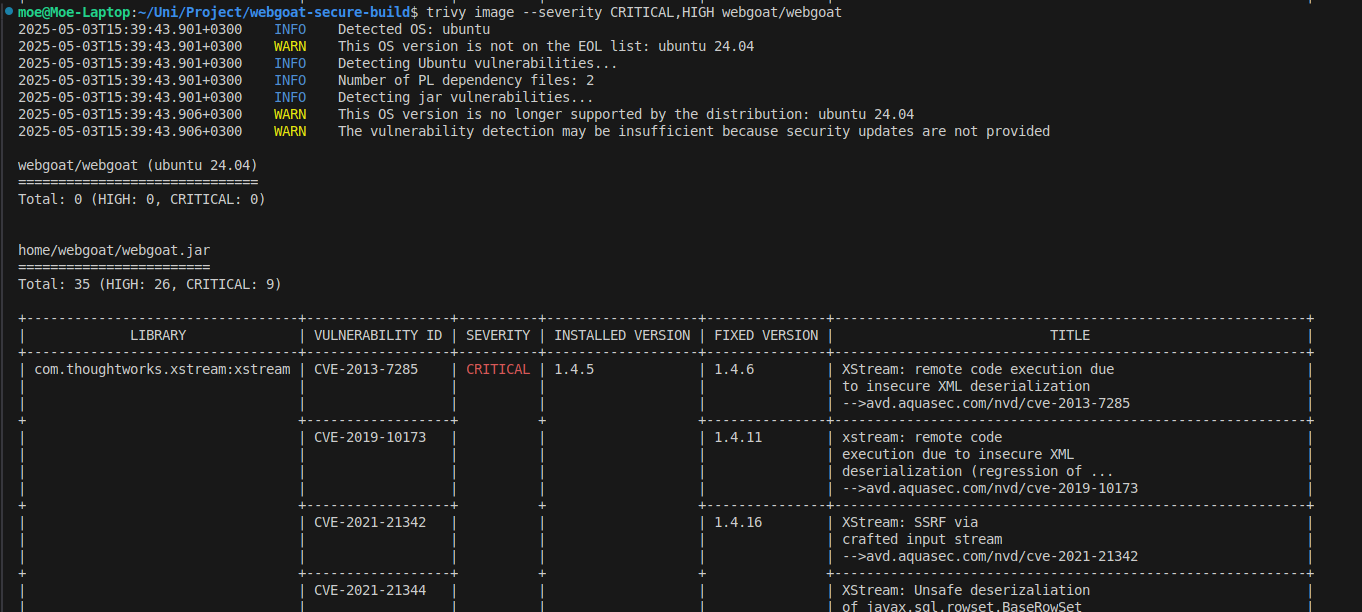 moe@Moe-Laptop:~/Uni/Project/webgoat-secure-build$ trivy image --severity CRITICAL,HIGH webgoat/webgoat
2025-05-03T15:39:43.901+0300    INFO    Detected OS: ubuntu
2025-05-03T15:39:43.901+0300    WARN    This OS version is not on the EOL list: ubuntu 24.04
2025-05-03T15:39:43.901+0300    INFO    Detecting Ubuntu vulnerabilities...
2025-05-03T15:39:43.901+0300    INFO    Number of PL dependency files: 2
2025-05-03T15:39:43.901+0300    INFO    Detecting jar vulnerabilities...
2025-05-03T15:39:43.906+0300    WARN    This OS version is no longer supported by the distribution: ubuntu 24.04
2025-05-03T15:39:43.906+0300    WARN    The vulnerability detection may be insufficient because security updates are not provided
webgoat/webgoat (ubuntu 24.04)
==============================
Total: 0 (HIGH: 0, CRITICAL: 0)
home/webgoat/webgoat.jar
========================
Total: 35 (HIGH: 26, CRITICAL: 9)
| LIBRARY | VULNERABILITY ID | SEVERITY | INSTALLED VERSION | FIXED VERSION | TITLE |
| com.thoughtworks.xstream:xstream | CVE-2013-7285 | CRITICAL | 1.4.5 | 1.4.6 | XStream: remote code execution due |
to insecure XML deserialization
-->avd.aquasec.com/nvd/cve-2013-7285
| CVE-2019-10173 | 1.4.11 | xstream: remote code |
execution due to insecure XML
deserialization (regression of ...
-->avd.aquasec.com/nvd/cve-2019-10173
| CVE-2021-21342 | 1.4.16 | XStream: SSRF via |
crafted input stream
-->avd.aquasec.com/nvd/cve-2021-21342
| CVE-2021-21344 | XStream: Unsafe deserizaliation |
of javax.sql.rowset.BaseRowSet